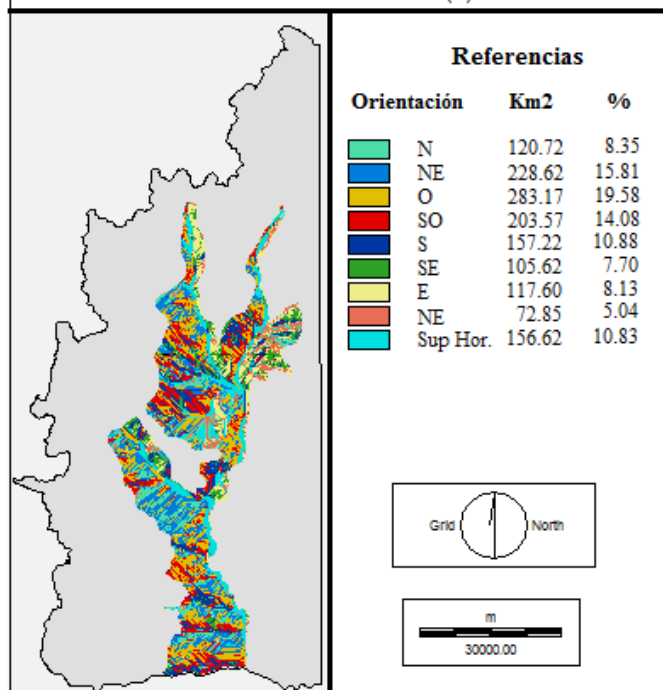 Referencias
Orientación Km2 %
N 120.72 8.35
NE 228.62 15.81
O 283.17 19.58
SO 203.57 14.08
S 157.22 10.88
SE 105.62 7.70
E 117.60 8.13
NE 72.85 5.04
Sup Hor. 156.62 10.83
Grid North
m
30000.00